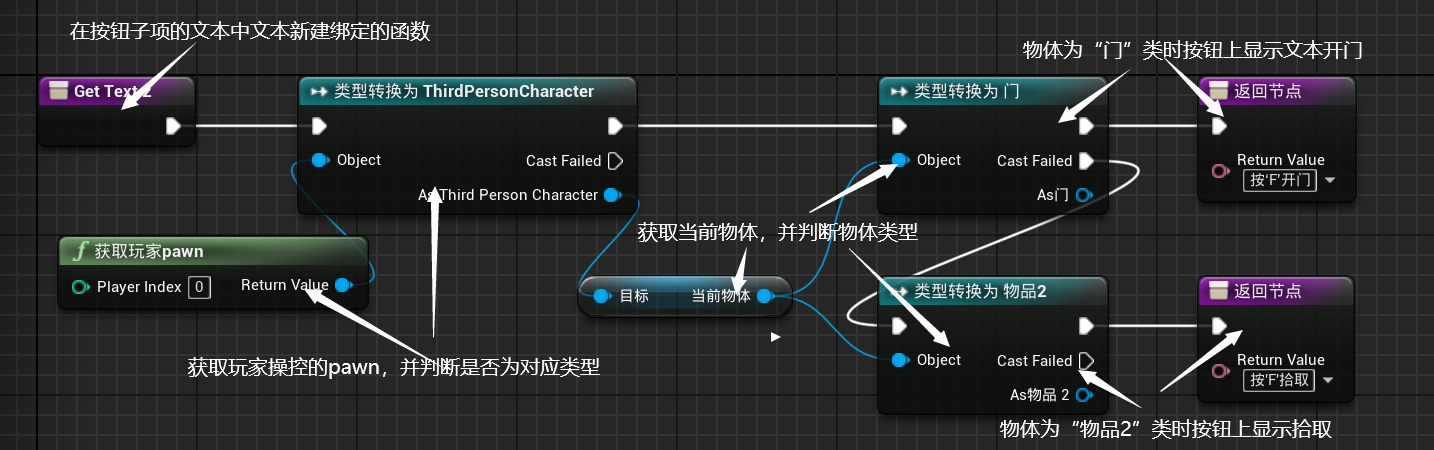 在按钮子项的文本中文本新建绑定的函数
物体为“门”类时按钮上显示文本开门
Get Text 2
类型转换为 ThirdPersonCharacter
类型转换为 门
返回节点
Object
Cast Failed
As Third Person Character
Object
Cast Failed
As门
Return Value
按‘F’开门
获取当前物体，并判断物体类型
f 获取玩家pawn
Player Index 0
Return Value
目标
当前物体
类型转换为 物品2
返回节点
Object
Cast Failed
As物品 2
Return Value
按‘F’拾取
获取玩家操控的pawn，并判断是否为对应类型
物体为“物品2”类时按钮上显示拾取